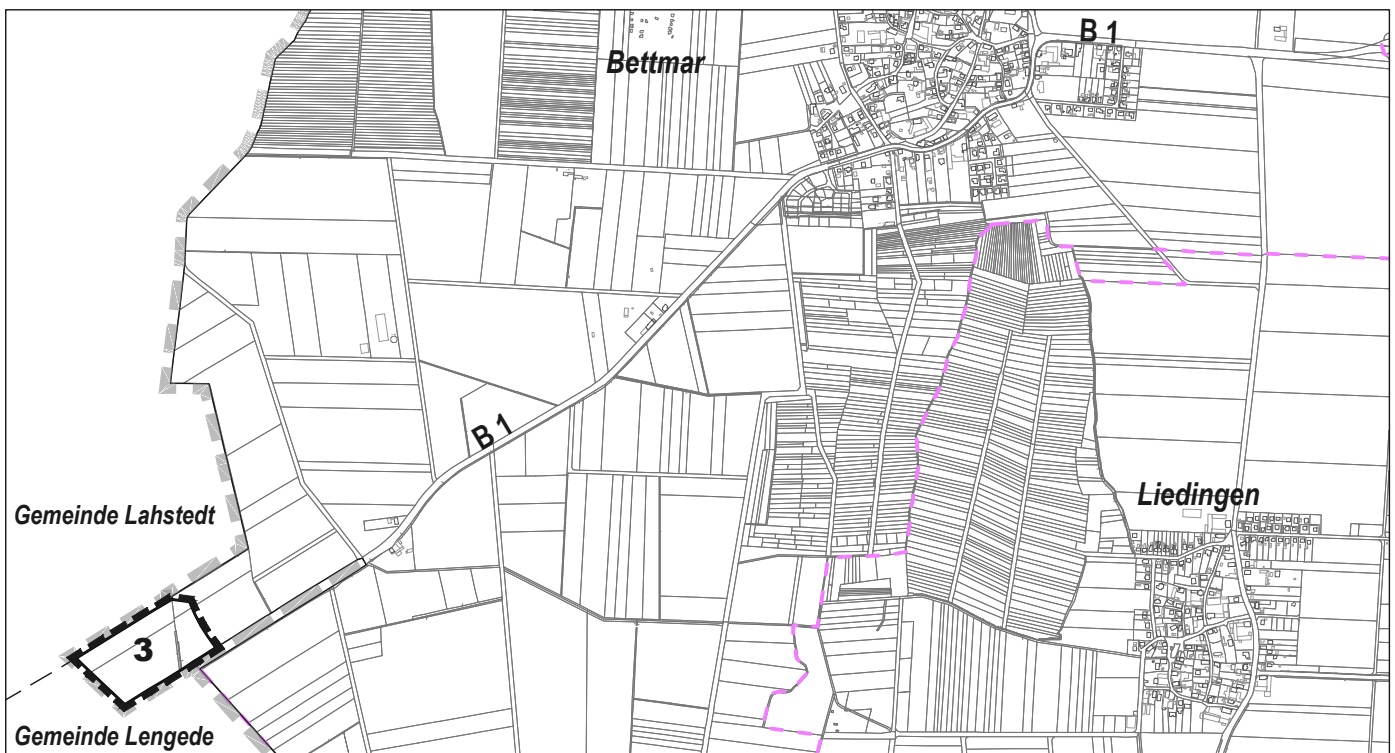 B 1
Bettmar
B 1
Liedingen
Gemeinde Lahstedt
3
Gemeinde Lengede